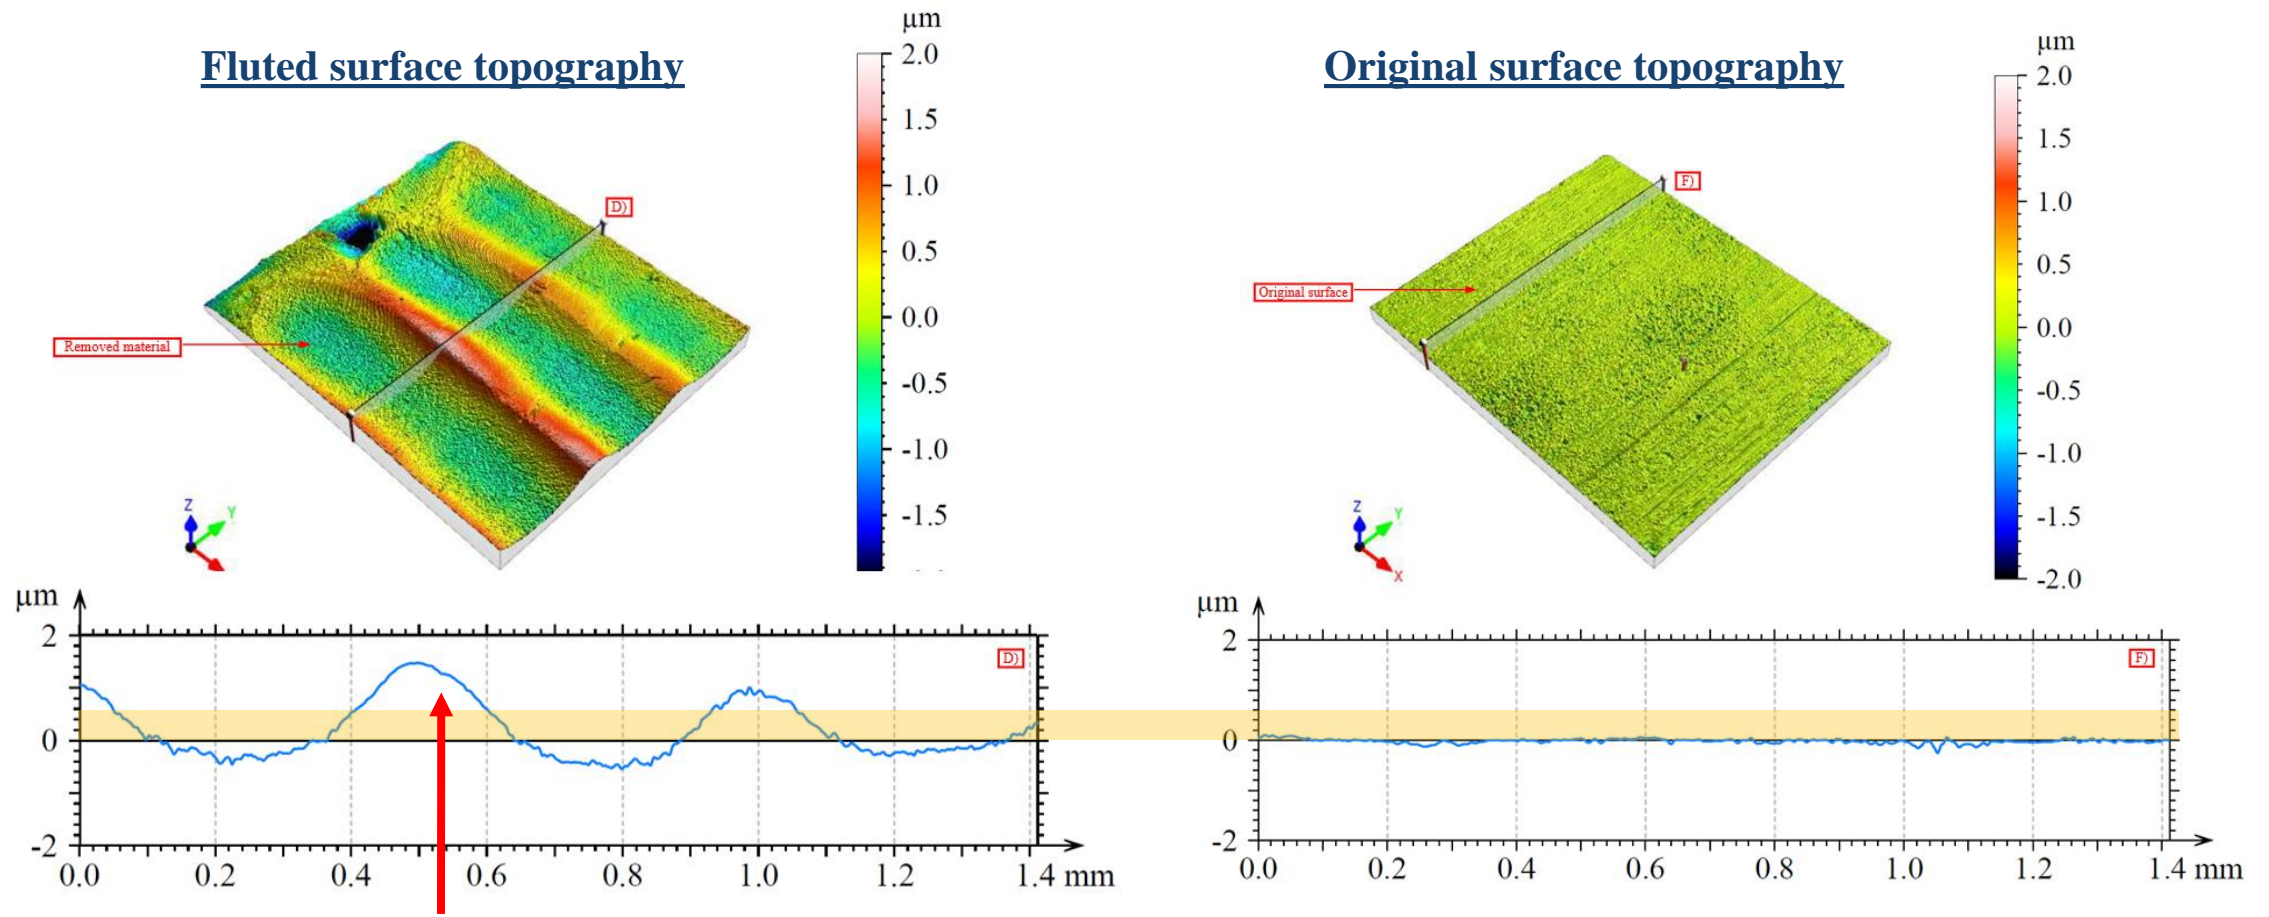 Fluted surface topography
µm
2.0
1.5
1.0
0.5
0.0
-0.5
-1.0
-1.5
D)
Removed material
Z
Y
Original surface topography
µm
2.0
1.5
1.0
0.5
0.0
-0.5
-1.0
-1.5
-2.0
F)
Original surface
Z
Y
X
µm
2
0
-2
D)
0.0 0.2 0.4 0.6 0.8 1.0 1.2 1.4 mm
µm
2
0
-2
F)
0.0 0.2 0.4 0.6 0.8 1.0 1.2 1.4 mm